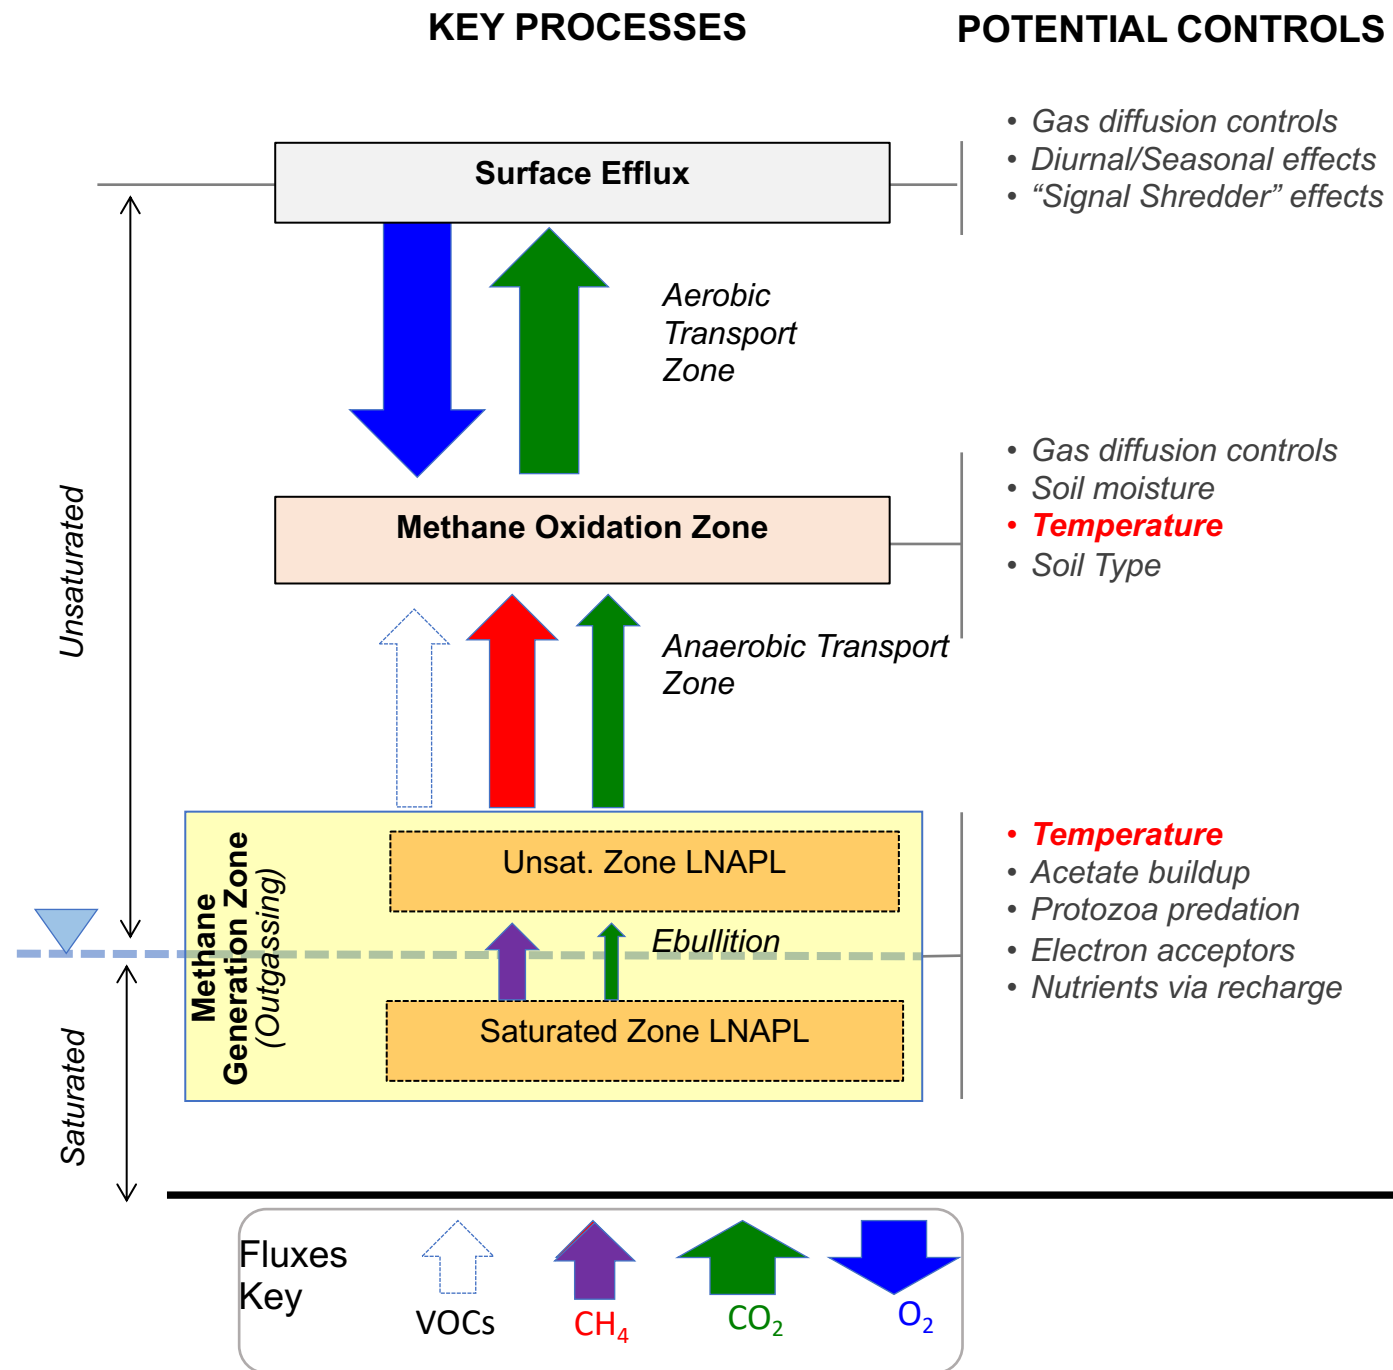 KEY PROCESSES
POTENTIAL CONTROLS
Surface Efflux
• Gas diffusion controls
• Diurnal/Seasonal effects
• “Signal Shredder” effects
Aerobic
Transport
Zone
Unsaturated
Methane Oxidation Zone
• Gas diffusion controls
• Soil moisture
• Temperature
• Soil Type
Anaerobic Transport
Zone
Methane
Generation Zone
(Outgassing)
Unsat. Zone LNAPL
Ebullition
Saturated Zone LNAPL
• Temperature
• Acetate buildup
• Protozoa predation
• Electron acceptors
• Nutrients via recharge
Saturated
Fluxes
Key
VOCs
CH₄
CO₂
O₂